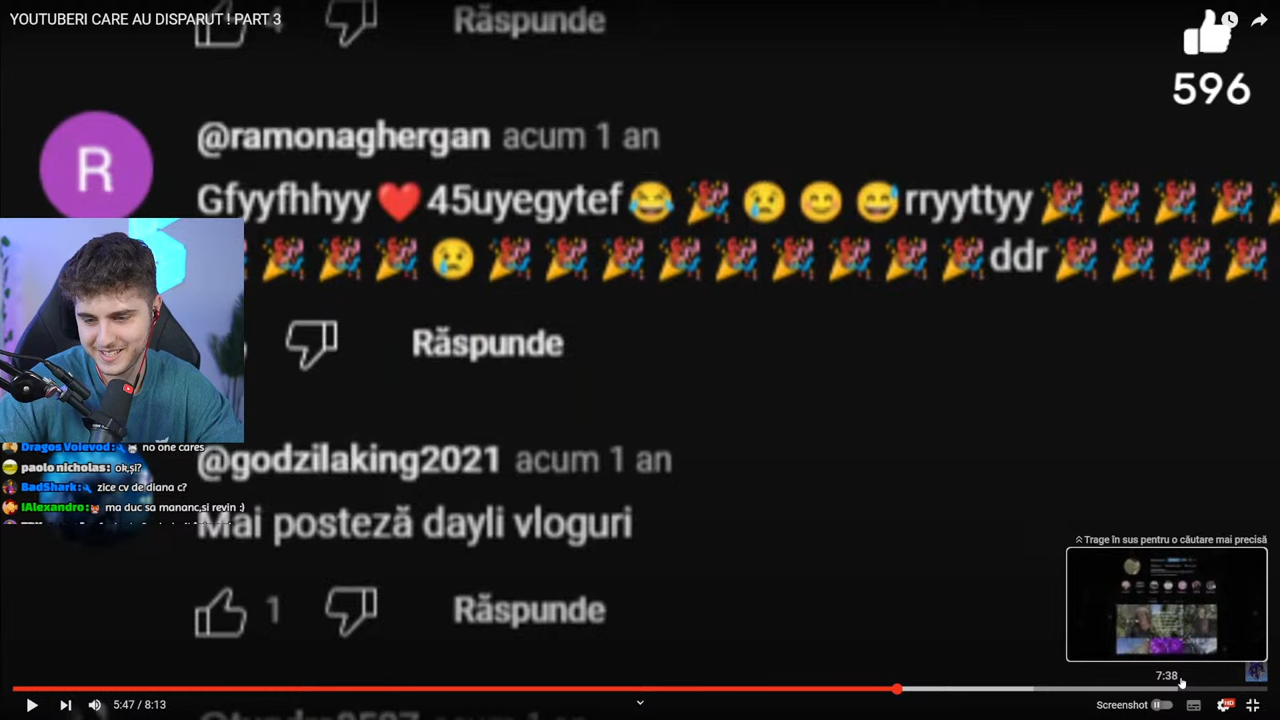 YOUTUBERI CARE AU DISPARUT ! PART 3
4 Răspunde
596
@ramonaghergan acum 1 an
R
Gfyyfhhyy❤️45uyegytef😂🎉😢😊😅rryyttyy🎉🎉🎉🎉
🎉🎉🎉😢🎉🎉🎉🎉🎉🎉🎉🎉🎉ddr🎉🎉🎉🎉
Răspunde
Dragos Voievod: no one cares
paolo nicholas: ok,și?
BadShark: zice cv de diana c?
IAlexandro: ma duc sa mananc,si revin :)
@godzilaking2021 acum 1 an
Mai posteză dayli vloguri
Trage în sus pentru o căutare mai precisă
1 Răspunde
7:38
5:47 / 8:13
Screenshot
HD